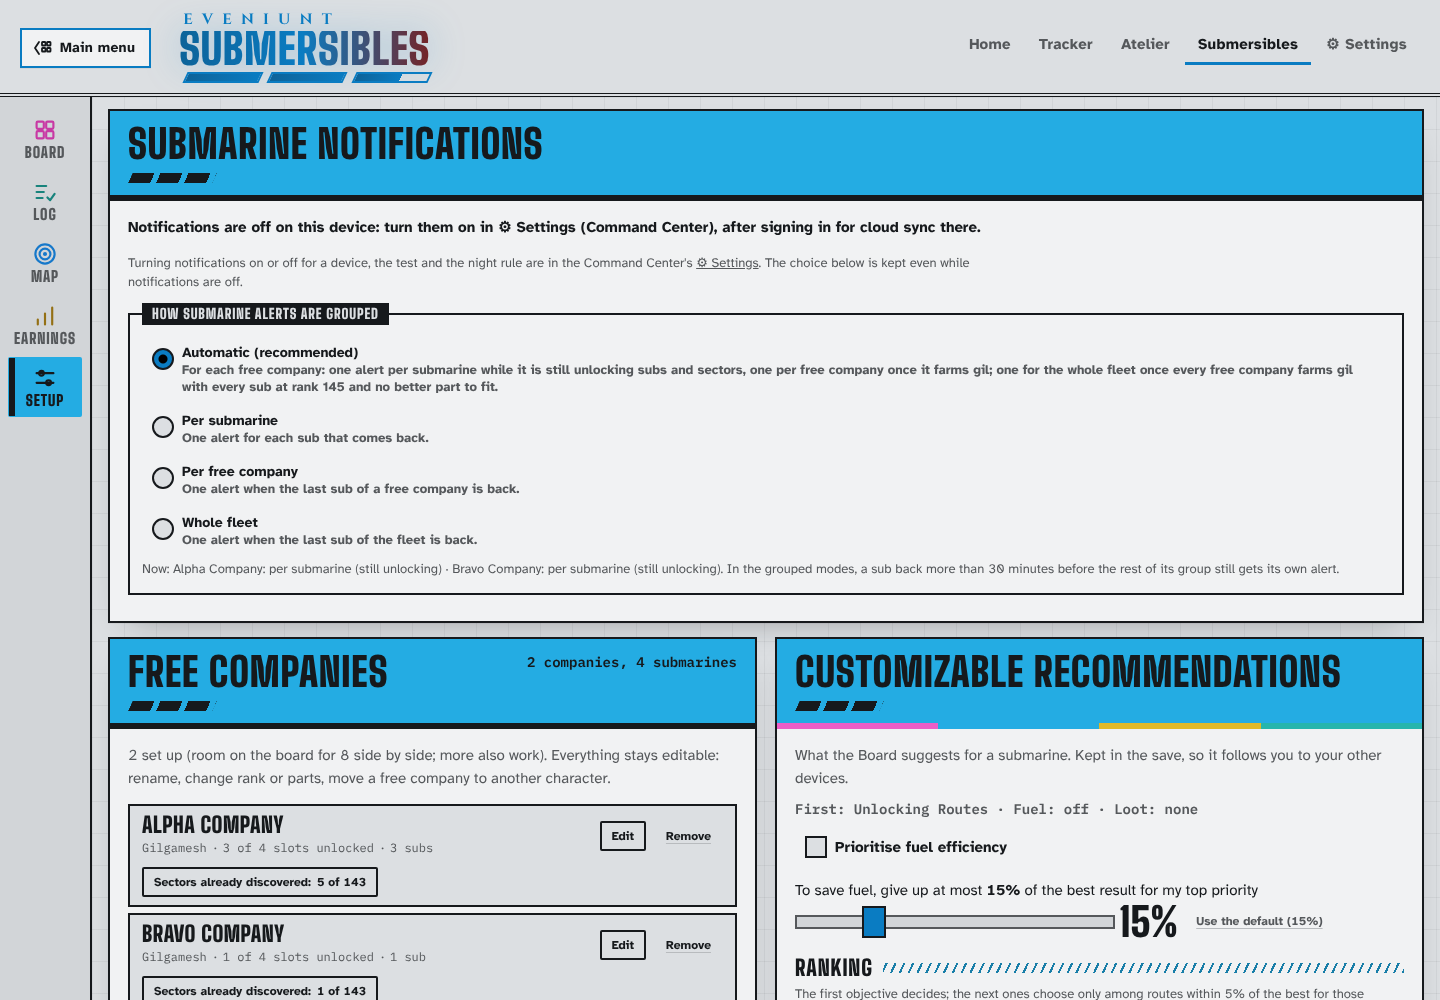 Main menu
EVENIUNT
SUBMERSIBLES
Home
Tracker
Atelier
Submersibles
⚙ Settings
BOARD
LOG
MAP
EARNINGS
SETUP
SUBMARINE NOTIFICATIONS
Notifications are off on this device: turn them on in ⚙ Settings (Command Center), after signing in for cloud sync there.
Turning notifications on or off for a device, the test and the night rule are in the Command Center's ⚙ Settings. The choice below is kept even while
notifications are off.
HOW SUBMARINE ALERTS ARE GROUPED
Automatic (recommended)
For each free company: one alert per submarine while it is still unlocking subs and sectors, one per free company once it farms gil; one for the whole fleet once every free company farms gil
with every sub at rank 145 and no better part to fit.
Per submarine
One alert for each sub that comes back.
Per free company
One alert when the last sub of a free company is back.
Whole fleet
One alert when the last sub of the fleet is back.
Now: Alpha Company: per submarine (still unlocking) · Bravo Company: per submarine (still unlocking). In the grouped modes, a sub back more than 30 minutes before the rest of its group still gets its own alert.
FREE COMPANIES
2 companies, 4 submarines
2 set up (room on the board for 8 side by side; more also work). Everything stays editable:
rename, change rank or parts, move a free company to another character.
ALPHA COMPANY
Gilgamesh · 3 of 4 slots unlocked · 3 subs
Edit
Remove
Sectors already discovered: 5 of 143
BRAVO COMPANY
Gilgamesh · 1 of 4 slots unlocked · 1 sub
Edit
Remove
Sectors already discovered: 1 of 143
CUSTOMIZABLE RECOMMENDATIONS
What the Board suggests for a submarine. Kept in the save, so it follows you to your other
devices.
First: Unlocking Routes · Fuel: off · Loot: none
Prioritise fuel efficiency
To save fuel, give up at most 15% of the best result for my top priority
15%
Use the default (15%)
RANKING
The first objective decides; the next ones choose only among routes within 5% of the best for those